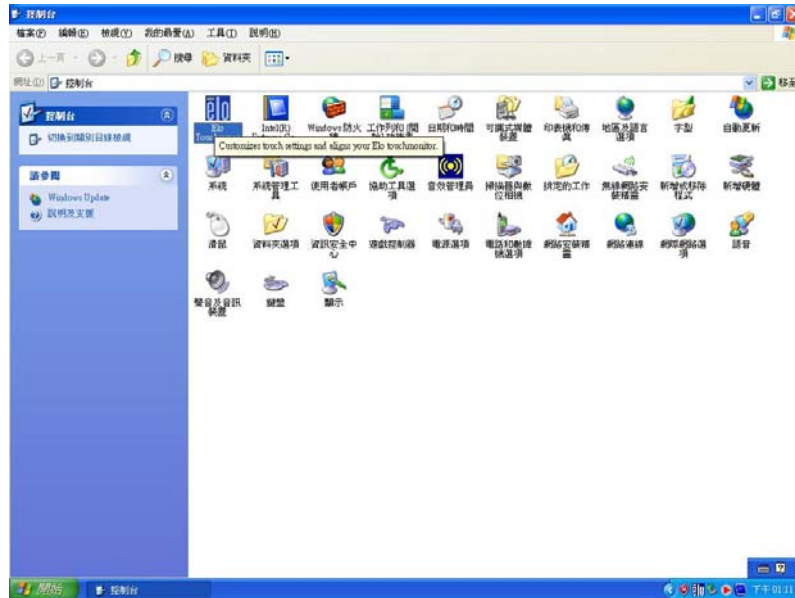 控制台
檔案(F) 編輯(E) 檢視(V) 我的最愛(A) 工具(T) 說明(H)
上一頁 搜尋 資料夾
網址(D) 控制台 移至
控制台
切換到類別目錄檢視
請參閱
Windows Update
說明及支援
elo
Elo Intel(R) Windows 防火 工作列和 [開 日期和時間 可攜式媒體裝置 印表機和傳真 地區及語言選項 字型 自動更新
Customizes touch settings and aligns your Elo touchmonitor.
系統 系統管理工具 使用者帳戶 協助工具選項 音效管理員 掃描器與數位相機 排定的工作 無線網路安裝精靈 新增或移除程式 新增硬體
滑鼠 資料夾選項 資訊安全中心 遊戲控制器 電源選項 電話和數據機選項 網路安裝精靈 網路連線 網際網路選項 語音
聲音及音訊裝置 鍵盤 顯示
開始 控制台 下午 01:11